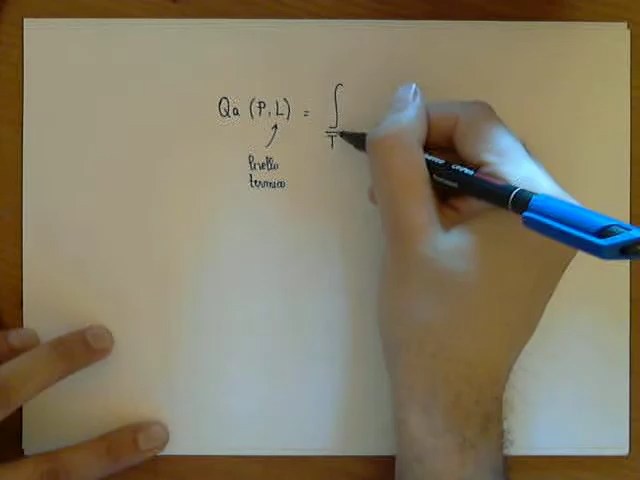 Qa (P, L) = ∫
T
livello
termico